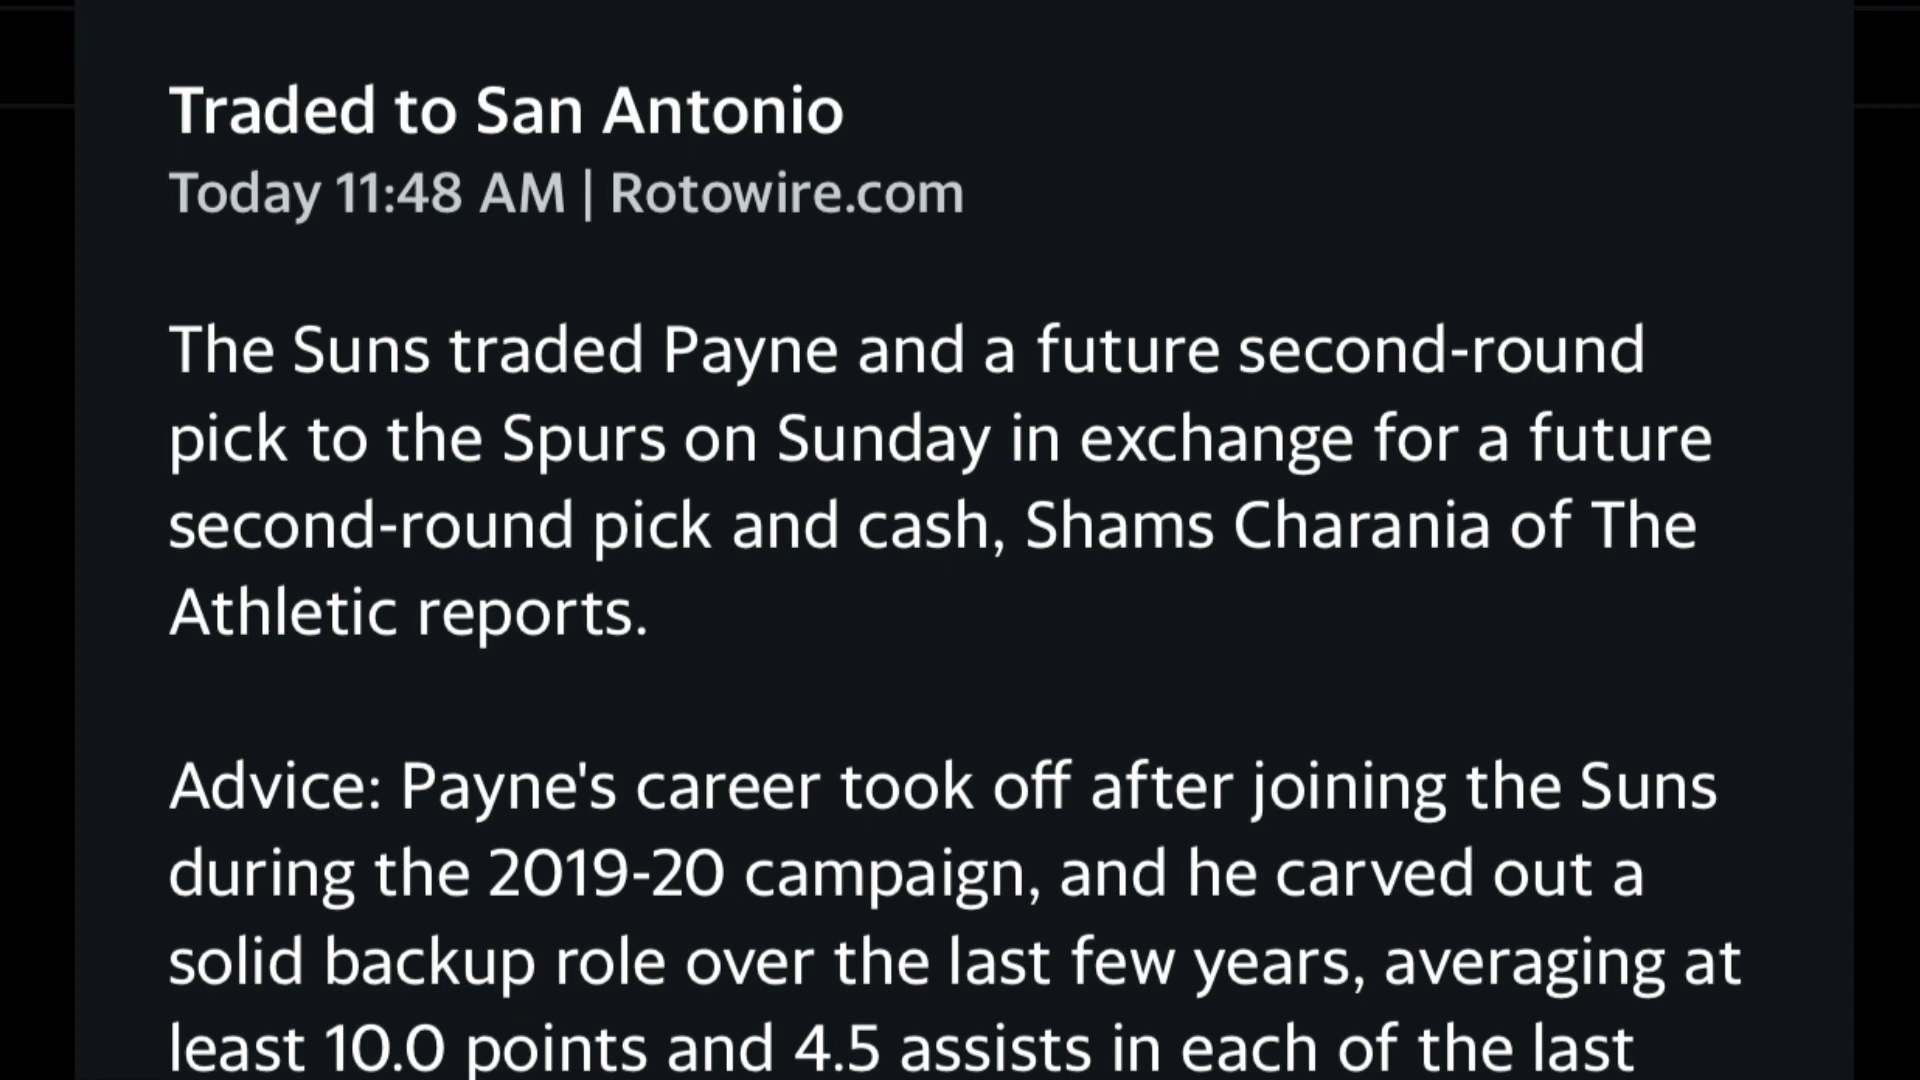 Traded to San Antonio
Today 11:48 AM | Rotowire.com
The Suns traded Payne and a future second-round
pick to the Spurs on Sunday in exchange for a future
second-round pick and cash, Shams Charania of The
Athletic reports.
Advice: Payne's career took off after joining the Suns
during the 2019-20 campaign, and he carved out a
solid backup role over the last few years, averaging at
least 10.0 points and 4.5 assists in each of the last